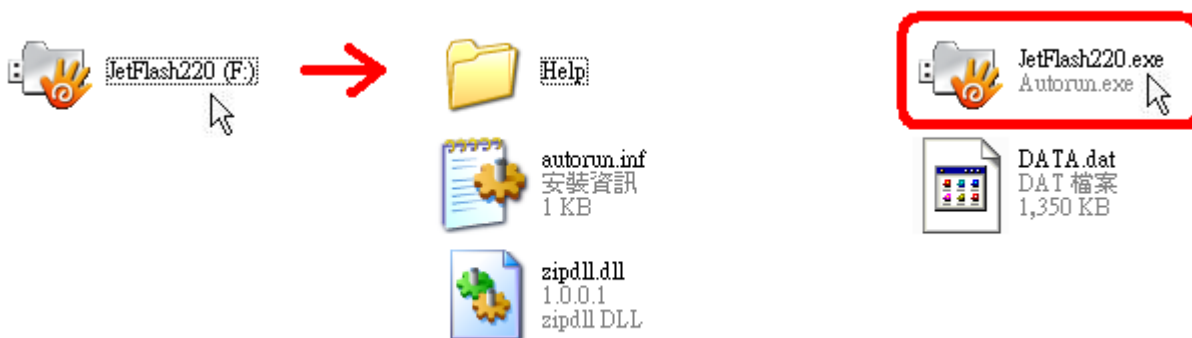 JetFlash220 (F:)
Help
JetFlash220.exe
Autorun.exe
autorun.inf
安裝資訊
1 KB
DATA.dat
DAT 檔案
1,350 KB
zipdll.dll
1.0.0.1
zipdll DLL